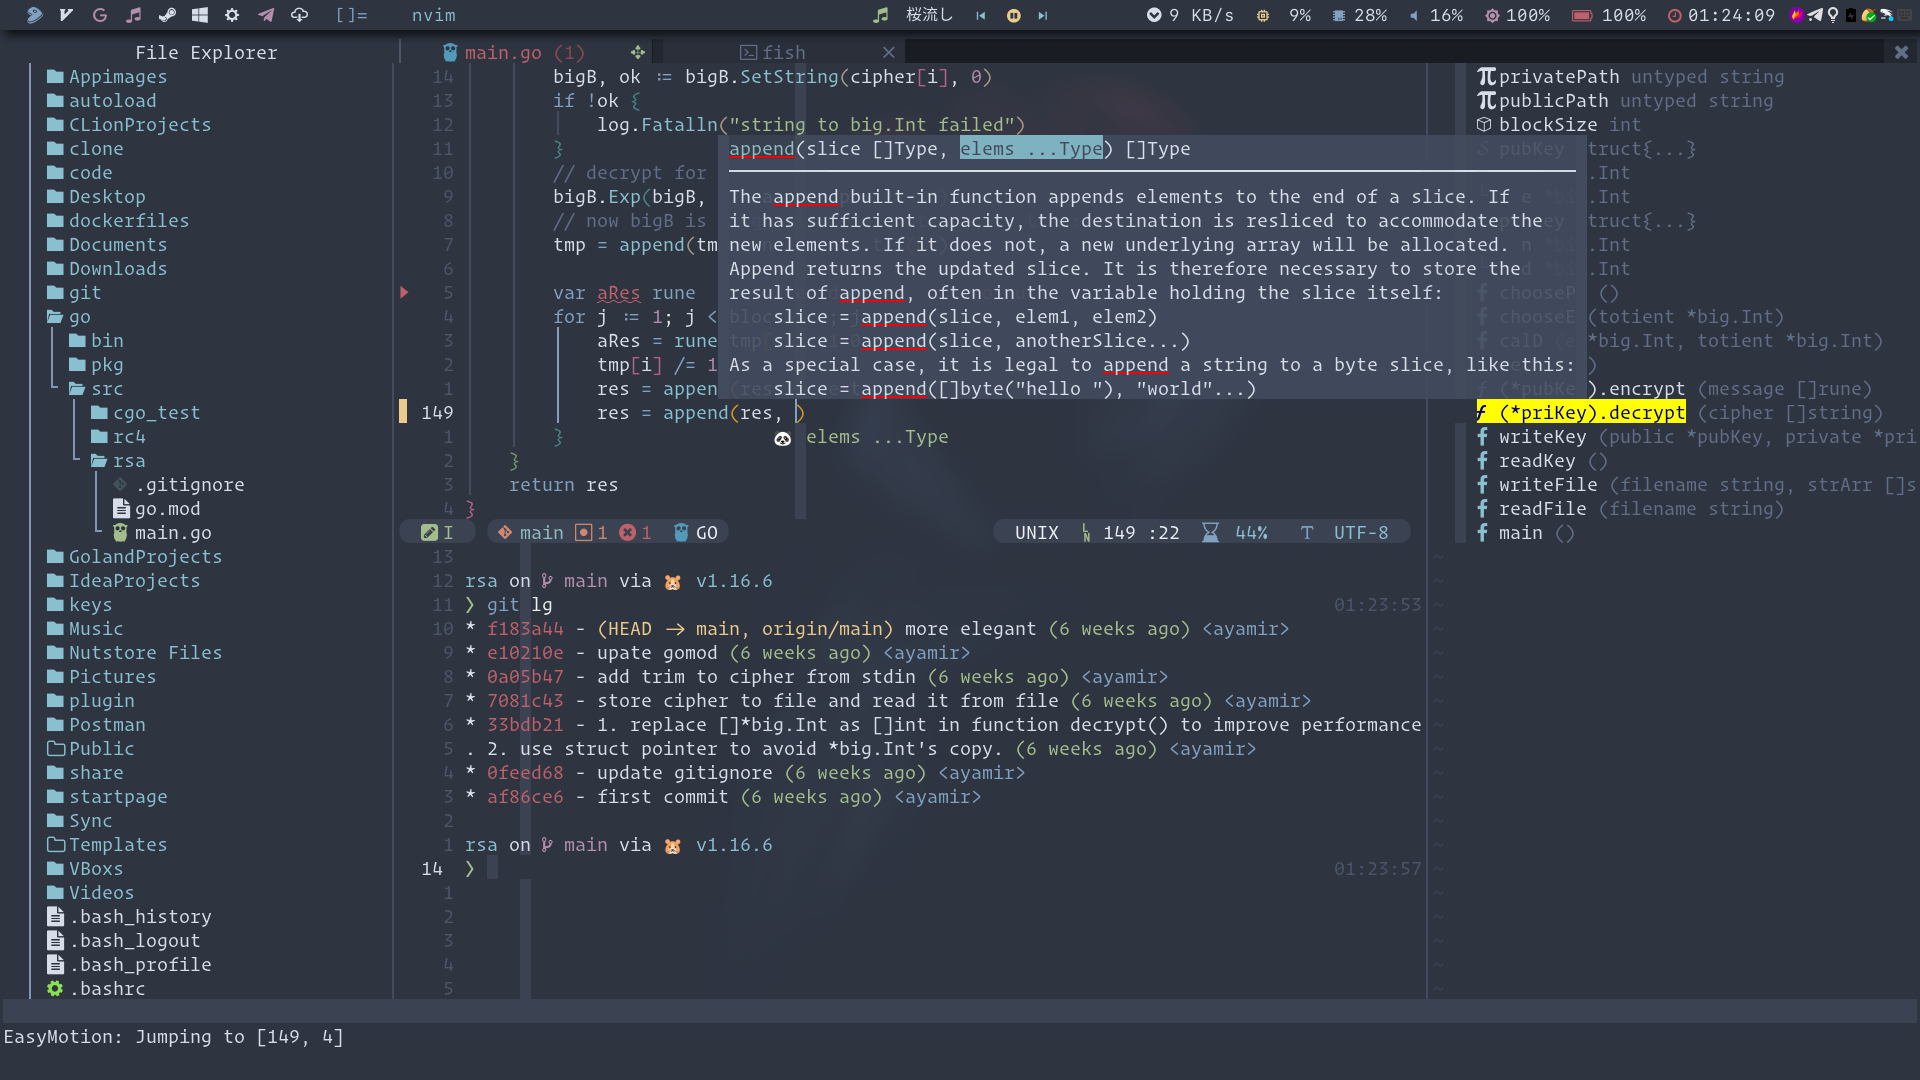 []= nvim 桜流し 9 KB/s 9% 28% 16% 100% 100% 01:24:09
File Explorer
Appimages
autoload
CLionProjects
clone
code
Desktop
dockerfiles
Documents
Downloads
git
go
bin
pkg
src
cgo_test
rc4
rsa
.gitignore
go.mod
main.go
GolandProjects
IdeaProjects
keys
Music
Nutstore Files
Pictures
plugin
Postman
Public
share
startpage
Sync
Templates
VBoxs
Videos
.bash_history
.bash_logout
.bash_profile
.bashrc
main.go (1) fish
14 bigB, ok := bigB.SetString(cipher[i], 0)
13 if !ok {
12 log.Fatalln("string to big.Int failed")
11 }
10 // decrypt for
9 bigB.Exp(bigB,
8 // now bigB is
7 tmp = append(tm
6
5 var aRes rune
4 for j := 1; j <
3 aRes = rune
2 tmp[i] /= 1
1 res = appen
149 res = append(res, )
1 }
2 }
3 return res
4 }
append(slice []Type, elems ...Type) []Type
The append built-in function appends elements to the end of a slice. If
it has sufficient capacity, the destination is resliced to accommodate the
new elements. If it does not, a new underlying array will be allocated.
Append returns the updated slice. It is therefore necessary to store the
result of append, often in the variable holding the slice itself:
slice = append(slice, elem1, elem2)
slice = append(slice, anotherSlice...)
As a special case, it is legal to append a string to a byte slice, like this:
slice = append([]byte("hello "), "world"...)
elems ...Type
I main 1 1 GO UNIX 149 :22 44% UTF-8
13
12 rsa on main via v1.16.6
11 ❯ git lg 01:23:53
10 * f183a44 - (HEAD -> main, origin/main) more elegant (6 weeks ago) <ayamir>
9 * e10210e - upate gomod (6 weeks ago) <ayamir>
8 * 0a05b47 - add trim to cipher from stdin (6 weeks ago) <ayamir>
7 * 7081c43 - store cipher to file and read it from file (6 weeks ago) <ayamir>
6 * 33bdb21 - 1. replace []*big.Int as []int in function decrypt() to improve performance
5 . 2. use struct pointer to avoid *big.Int's copy. (6 weeks ago) <ayamir>
4 * 0feed68 - update gitignore (6 weeks ago) <ayamir>
3 * af86ce6 - first commit (6 weeks ago) <ayamir>
2
1 rsa on main via v1.16.6
14 ❯ 01:23:57
1
2
3
4
5
privatePath untyped string
publicPath untyped string
blockSize int
pubKey truct{...}
.Int
.Int
truct{...}
.Int
.Int
chooseP ()
chooseE (totient *big.Int)
calD (e *big.Int, totient *big.Int)
)
(*pubKey).encrypt (message []rune)
(*priKey).decrypt (cipher []string)
writeKey (public *pubKey, private *pri
readKey ()
writeFile (filename string, strArr []s
readFile (filename string)
main ()
EasyMotion: Jumping to [149, 4]